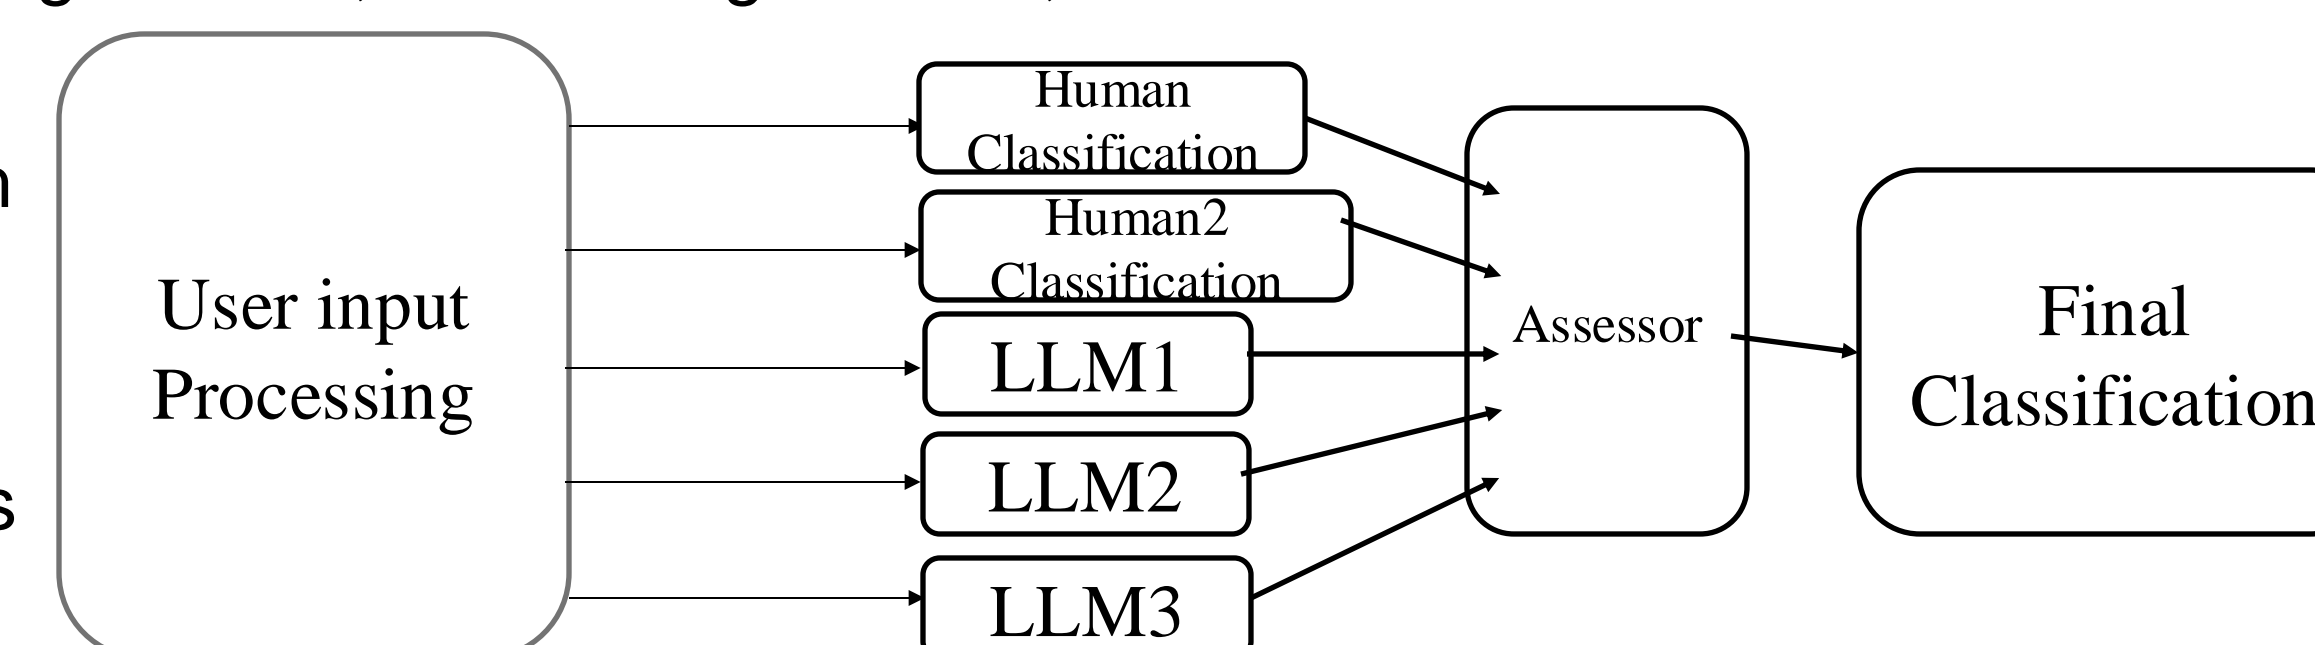 User input
Processing
Human
Classification
Human2
Classification
LLM1
LLM2
LLM3
Assessor
Final
Classification